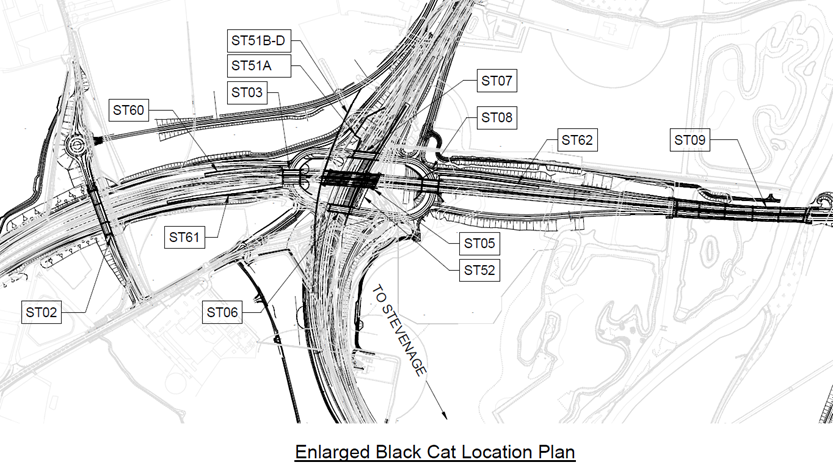 ST51B-D
ST51A
ST03
ST07
ST60
ST08
ST62
ST09
ST61
ST05
ST52
ST02
ST06
TO STEVENAGE
Enlarged Black Cat Location Plan